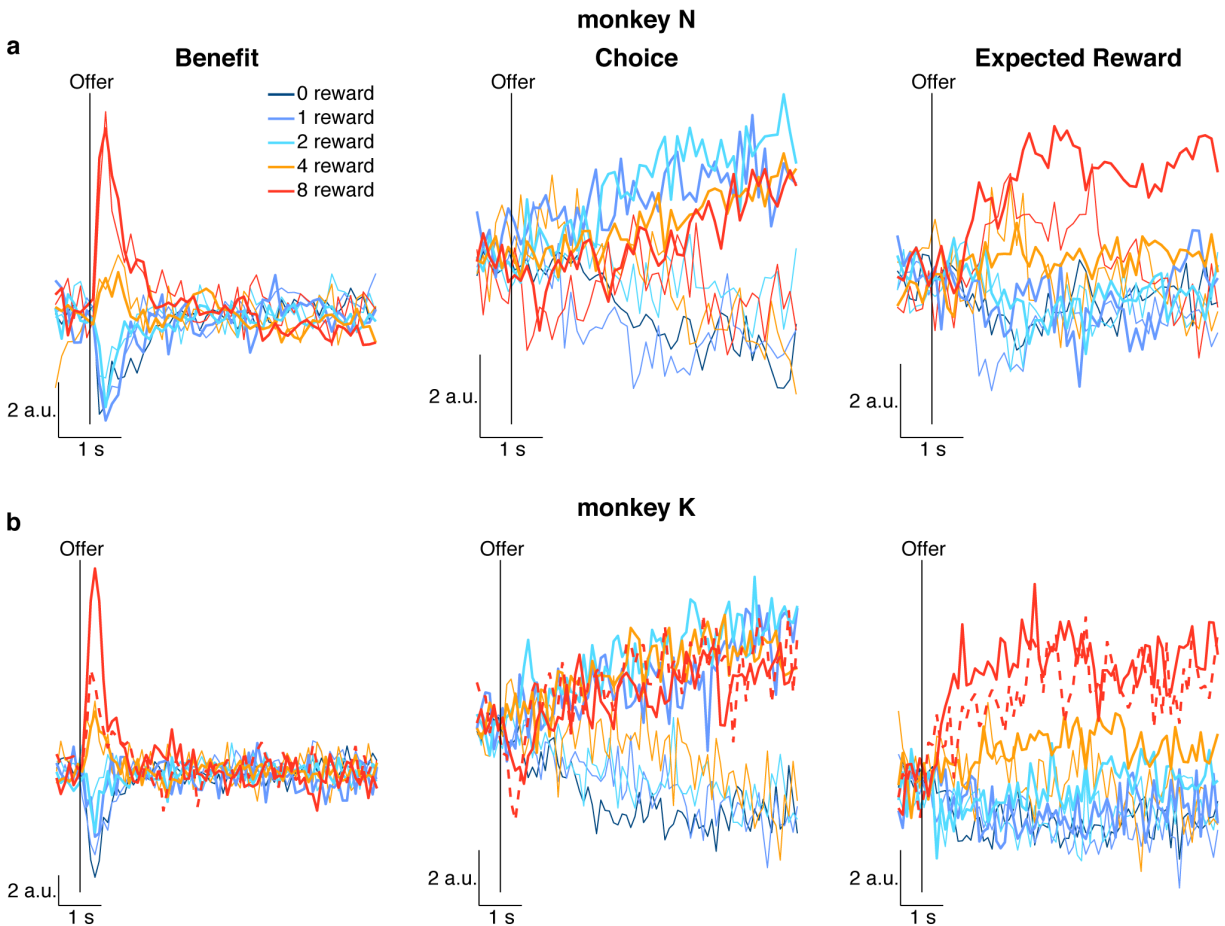 monkey N
a
Benefit
Choice
Expected Reward
Offer
Offer
Offer
0 reward
1 reward
2 reward
4 reward
8 reward
2 a.u.
2 a.u.
2 a.u.
1 s
1 s
1 s
monkey K
b
Offer
Offer
Offer
2 a.u.
2 a.u.
2 a.u.
1 s
1 s
1 s